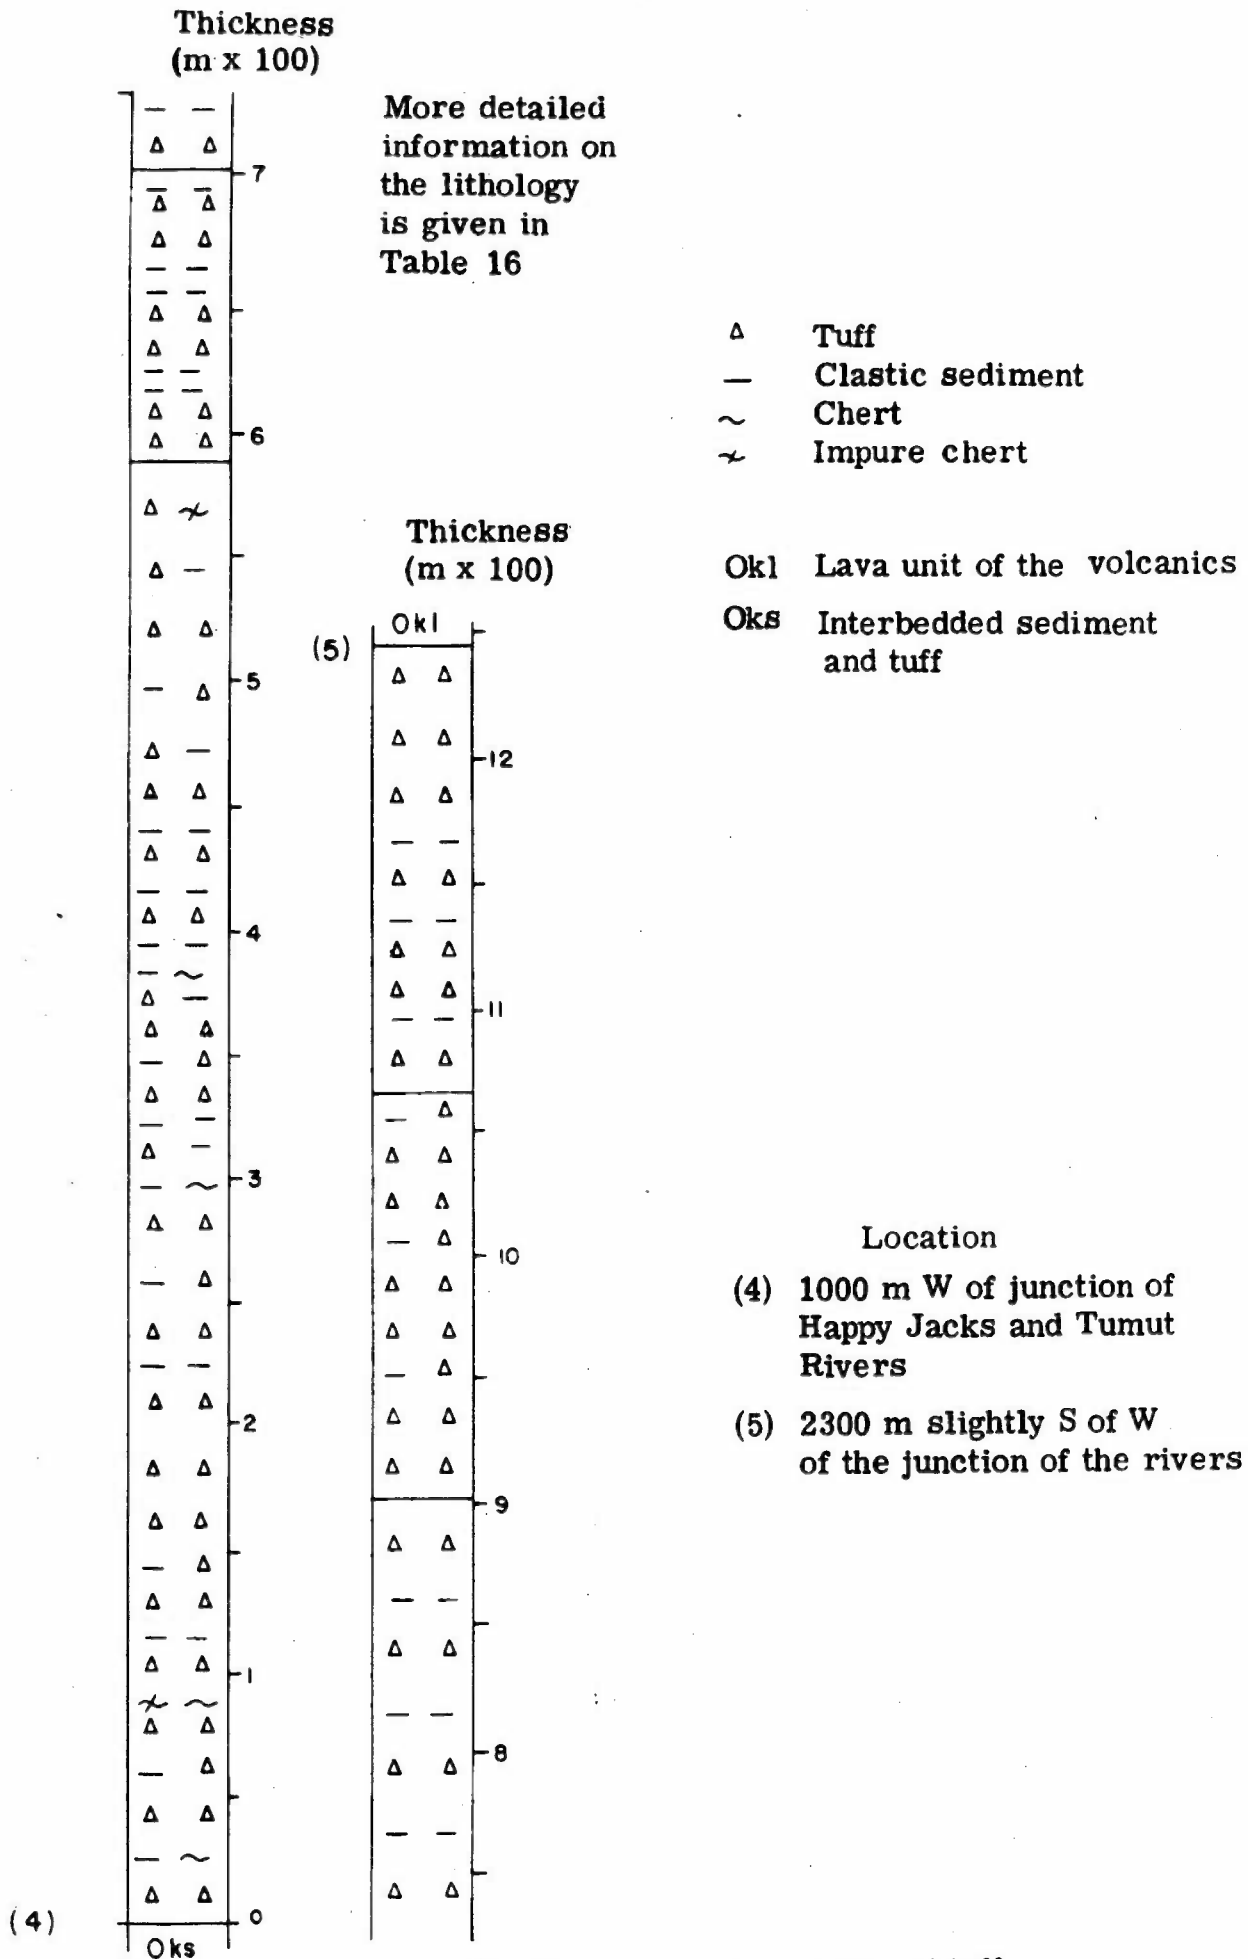 Thickness
(m x 100)
More detailed
information on
the lithology
is given in
Table 16
7
6
5
4
3
2
1
0
(4)
Oks
Δ Tuff
— Clastic sediment
~ Chert
Impure chert
Okl Lava unit of the volcanics
Oks Interbedded sediment
and tuff
Thickness
(m x 100)
(5)
Okl
12
11
10
9
8
Location
(4) 1000 m W of junction of
Happy Jacks and Tumut
Rivers
(5) 2300 m slightly S of W
of the junction of the rivers